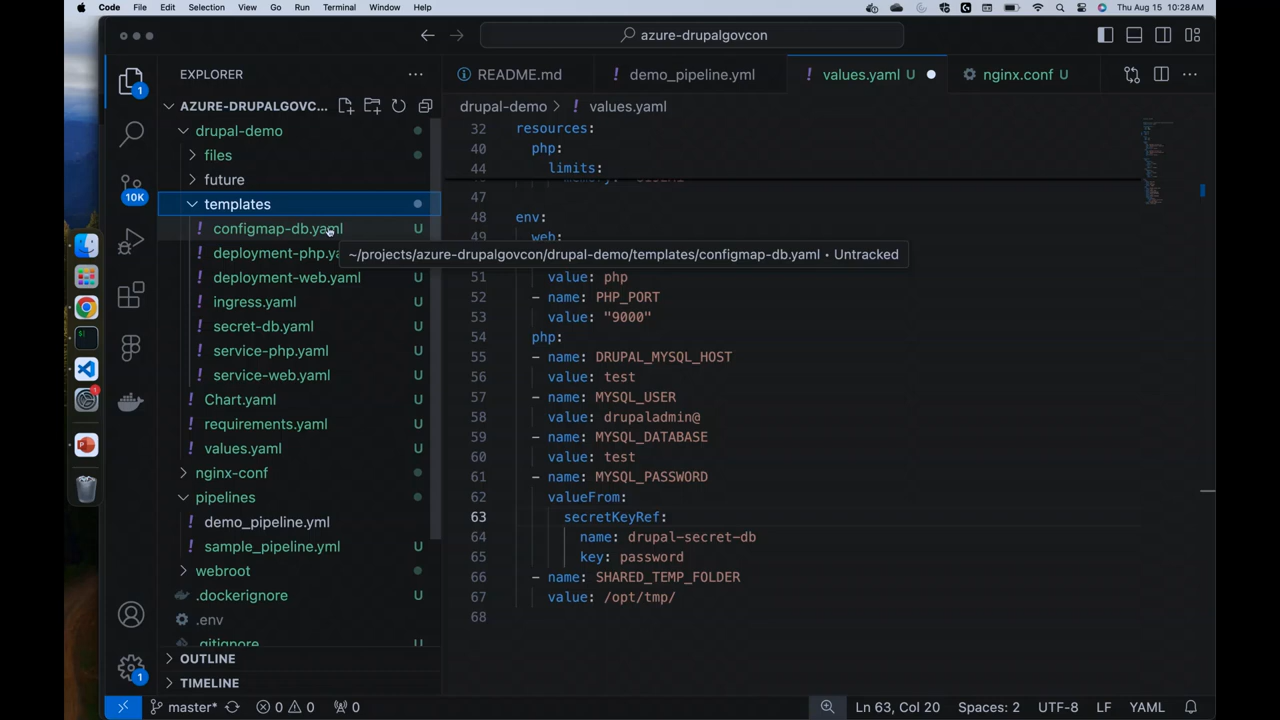 Code File Edit Selection View Go Run Terminal Window Help Thu Aug 15 10:28 AM
azure-drupalgovcon
EXPLORER
README.md
demo_pipeline.yml
values.yaml U
nginx.conf U
AZURE-DRUPALGOVC...
drupal-demo > values.yaml
drupal-demo
files
future
templates
configmap-db.yaml U
deployment-php.ya
deployment-web.yaml U
ingress.yaml U
secret-db.yaml U
service-php.yaml U
service-web.yaml U
Chart.yaml U
requirements.yaml U
values.yaml U
nginx-conf
pipelines
demo_pipeline.yml
sample_pipeline.yml U
webroot
.dockerignore U
.env
.gitignore
OUTLINE
TIMELINE
1
10K
1
1
~/projects/azure-drupalgovcon/drupal-demo/templates/configmap-db.yaml • Untracked
32 resources:
40 php:
44 limits:
47
48 env:
49 web:
51 value: php
52 - name: PHP_PORT
53 value: "9000"
54 php:
55 - name: DRUPAL_MYSQL_HOST
56 value: test
57 - name: MYSQL_USER
58 value: drupaladmin@
59 - name: MYSQL_DATABASE
60 value: test
61 - name: MYSQL_PASSWORD
62 valueFrom:
63 secretKeyRef:
64 name: drupal-secret-db
65 key: password
66 - name: SHARED_TEMP_FOLDER
67 value: /opt/tmp/
68
master* 0 0 0 Ln 63, Col 20 Spaces: 2 UTF-8 LF YAML